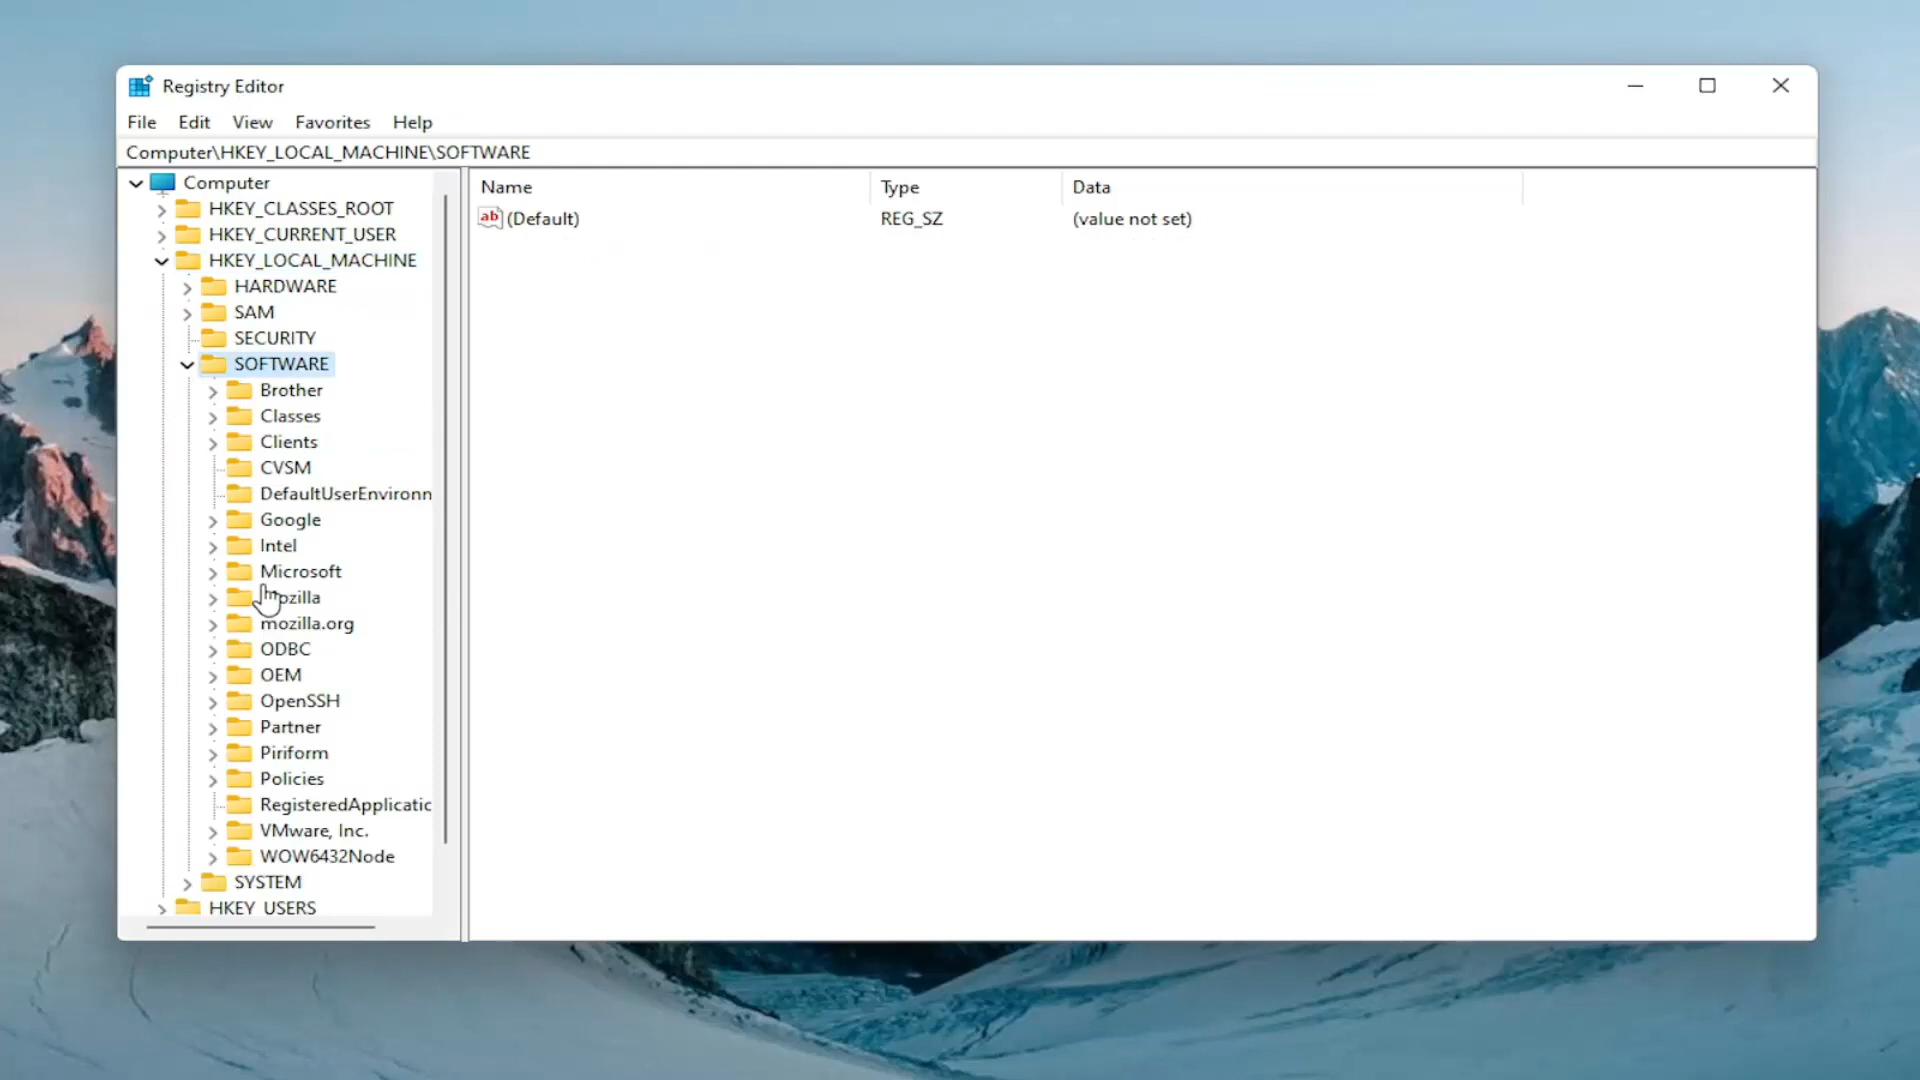 Registry Editor
File Edit View Favorites Help
Computer\HKEY_LOCAL_MACHINE\SOFTWARE
Computer
HKEY_CLASSES_ROOT
HKEY_CURRENT_USER
HKEY_LOCAL_MACHINE
HARDWARE
SAM
SECURITY
SOFTWARE
Brother
Classes
Clients
CVSM
DefaultUserEnvironn
Google
Intel
Microsoft
mozilla.org
ODBC
OEM
OpenSSH
Partner
Piriform
Policies
RegisteredApplicatic
VMware, Inc.
WOW6432Node
SYSTEM
HKEY_USERS
Name Type Data
ab (Default) REG_SZ (value not set)